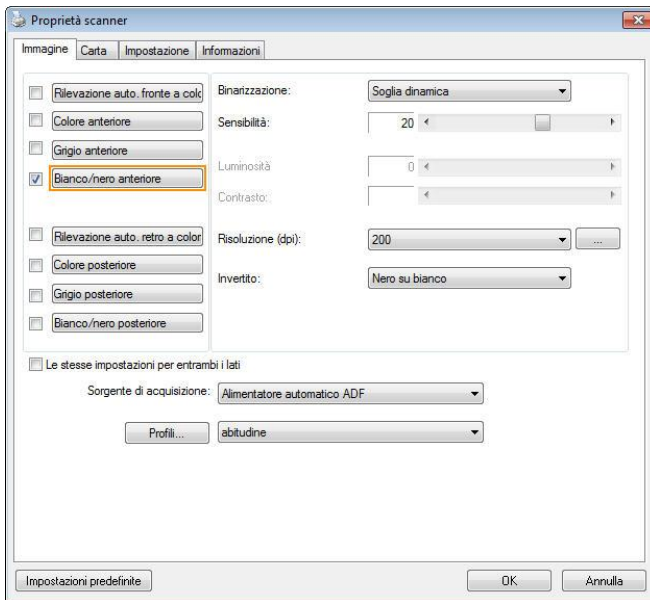 Proprietà scanner
Immagine Carta Impostazione Informazioni
Rilevazione auto. fronte a colo
Binarizzazione: Soglia dinamica
Colore anteriore
Sensibilità: 20
Grigio anteriore
Luminosità 0
Bianco/nero anteriore
Contrasto:
Rilevazione auto. retro a color
Risoluzione (dpi): 200 ...
Colore posteriore
Invertito: Nero su bianco
Grigio posteriore
Bianco/nero posteriore
Le stesse impostazioni per entrambi i lati
Sorgente di acquisizione: Alimentatore automatico ADF
Profili... abitudine
Impostazioni predefinite OK Annulla